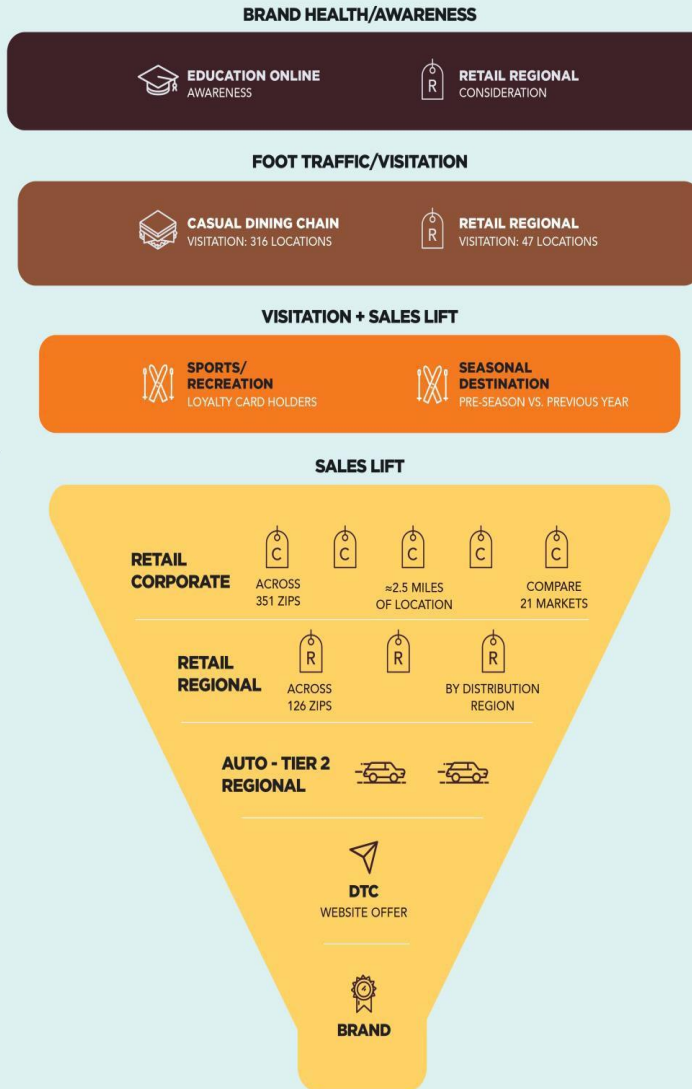 BRAND HEALTH/AWARENESS
EDUCATION ONLINE
AWARENESS
R
RETAIL REGIONAL
CONSIDERATION
FOOT TRAFFIC/VISITATION
CASUAL DINING CHAIN
VISITATION: 316 LOCATIONS
R
RETAIL REGIONAL
VISITATION: 47 LOCATIONS
VISITATION + SALES LIFT
SPORTS/
RECREATION
LOYALTY CARD HOLDERS
SEASONAL
DESTINATION
PRE-SEASON VS. PREVIOUS YEAR
SALES LIFT
RETAIL
CORPORATE
C C C C C
ACROSS
351 ZIPS
≈2.5 MILES
OF LOCATION
COMPARE
21 MARKETS
RETAIL
REGIONAL
R R R
ACROSS
126 ZIPS
BY DISTRIBUTION
REGION
AUTO - TIER 2
REGIONAL
DTC
WEBSITE OFFER
4
BRAND